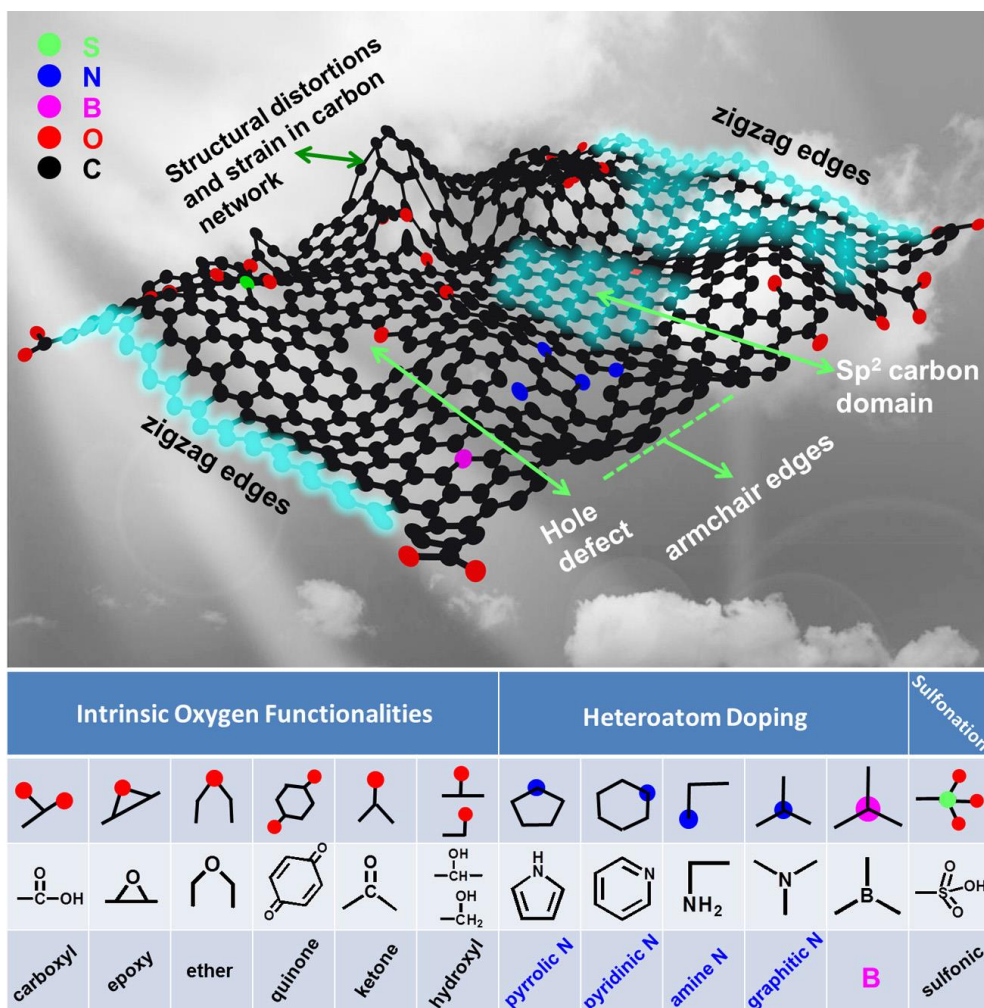 S
N
B
O
C
Structural distortions
and strain in carbon
network
zigzag edges
Sp² carbon
domain
zigzag edges
armchair edges
Hole
defect
Intrinsic Oxygen Functionalities
Heteroatom Doping
Sulfonation
O
C OH
O
O
O
O
O
C
OH
CH
OH
CH₂
H
N
N
NH₂
N
B
O
S OH
O
carboxyl
epoxy
ether
quinone
ketone
hydroxyl
pyrrolic N
pyridinic N
amine N
graphitic N
B
sulfonic